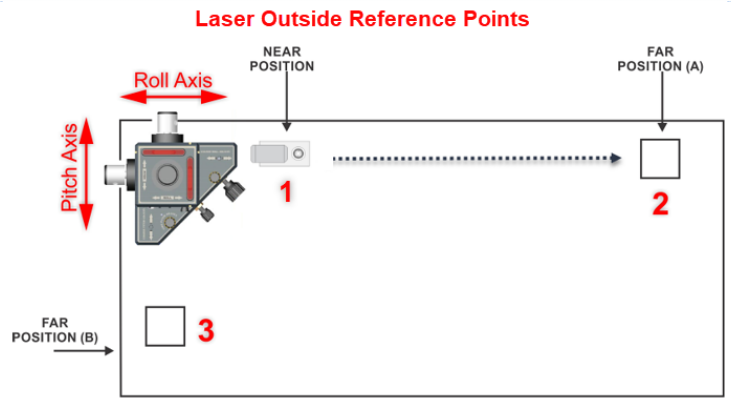 Laser Outside Reference Points
NEAR
POSITION
FAR
POSITION (A)
Roll Axis
Pitch Axis
1
2
3
FAR
POSITION (B)